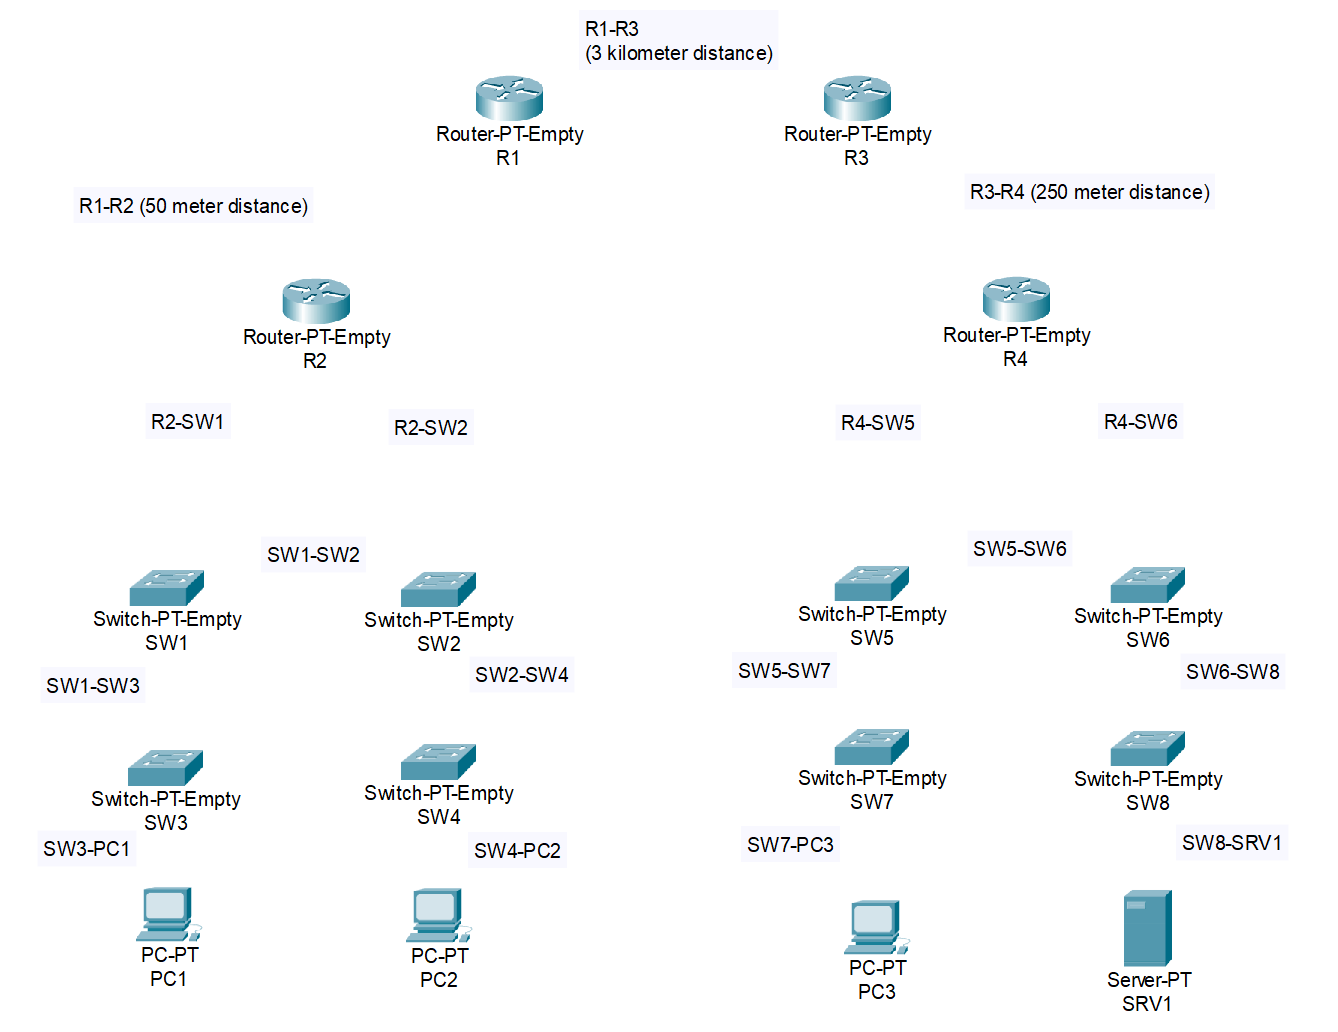 R1-R3
(3 kilometer distance)
Router-PT-Empty
R1
Router-PT-Empty
R3
R1-R2 (50 meter distance)
R3-R4 (250 meter distance)
Router-PT-Empty
R2
Router-PT-Empty
R4
R2-SW1
R2-SW2
R4-SW5
R4-SW6
SW1-SW2
SW5-SW6
Switch-PT-Empty
SW1
Switch-PT-Empty
SW2
Switch-PT-Empty
SW5
Switch-PT-Empty
SW6
SW1-SW3
SW2-SW4
SW5-SW7
SW6-SW8
Switch-PT-Empty
SW3
Switch-PT-Empty
SW4
Switch-PT-Empty
SW7
Switch-PT-Empty
SW8
SW3-PC1
SW4-PC2
SW7-PC3
SW8-SRV1
PC-PT
PC1
PC-PT
PC2
PC-PT
PC3
Server-PT
SRV1